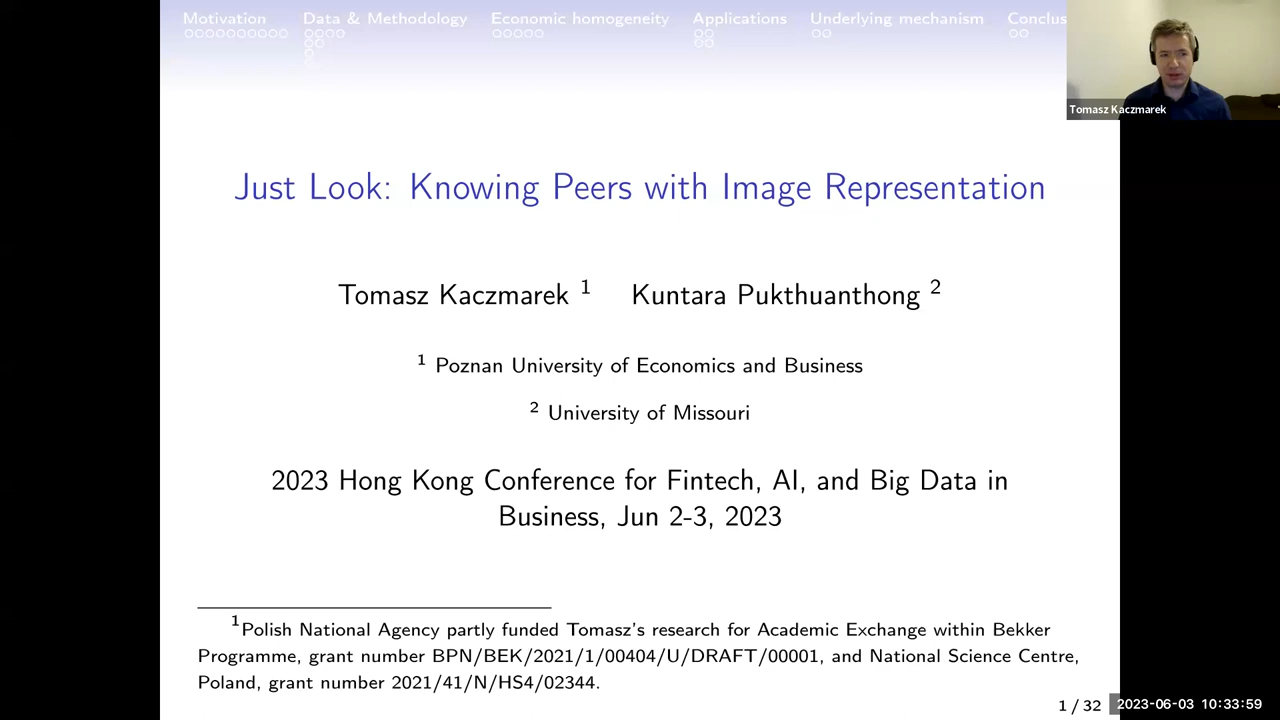 Motivation Data & Methodology Economic homogeneity Applications Underlying mechanism Conclus
Tomasz Kaczmarek
Just Look: Knowing Peers with Image Representation
Tomasz Kaczmarek 1 Kuntara Pukthuanthong 2
1 Poznan University of Economics and Business
2 University of Missouri
2023 Hong Kong Conference for Fintech, AI, and Big Data in
Business, Jun 2-3, 2023
1Polish National Agency partly funded Tomasz's research for Academic Exchange within Bekker
Programme, grant number BPN/BEK/2021/1/00404/U/DRAFT/00001, and National Science Centre,
Poland, grant number 2021/41/N/HS4/02344.
1 / 32
2023-06-03 10:33:59